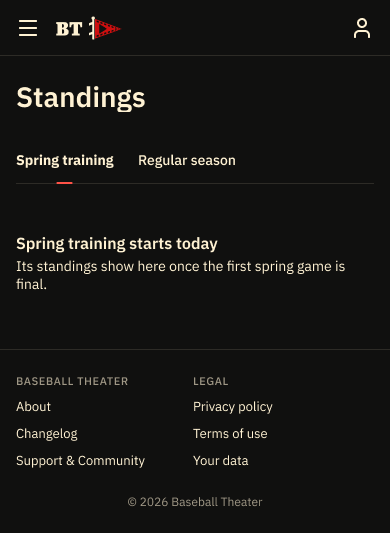 BT
Standings
Spring training
Regular season
Spring training starts today
Its standings show here once the first spring game is
final.
BASEBALL THEATER
About
Changelog
Support & Community
LEGAL
Privacy policy
Terms of use
Your data
© 2026 Baseball Theater